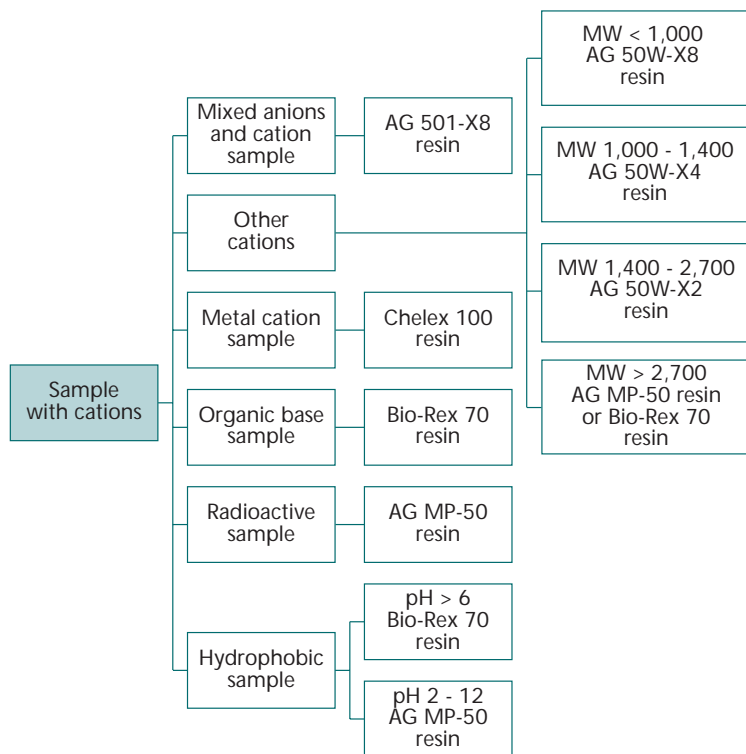 MW < 1,000
AG 50W-X8
resin
Mixed anions
and cation
sample
AG 501-X8
resin
MW 1,000 - 1,400
AG 50W-X4
resin
Other
cations
MW 1,400 - 2,700
AG 50W-X2
resin
Metal cation
sample
Chelex 100
resin
MW > 2,700
AG MP-50 resin
or Bio-Rex 70
resin
Sample
with cations
Organic base
sample
Bio-Rex 70
resin
Radioactive
sample
AG MP-50
resin
Hydrophobic
sample
pH > 6
Bio-Rex 70
resin
pH 2 - 12
AG MP-50
resin